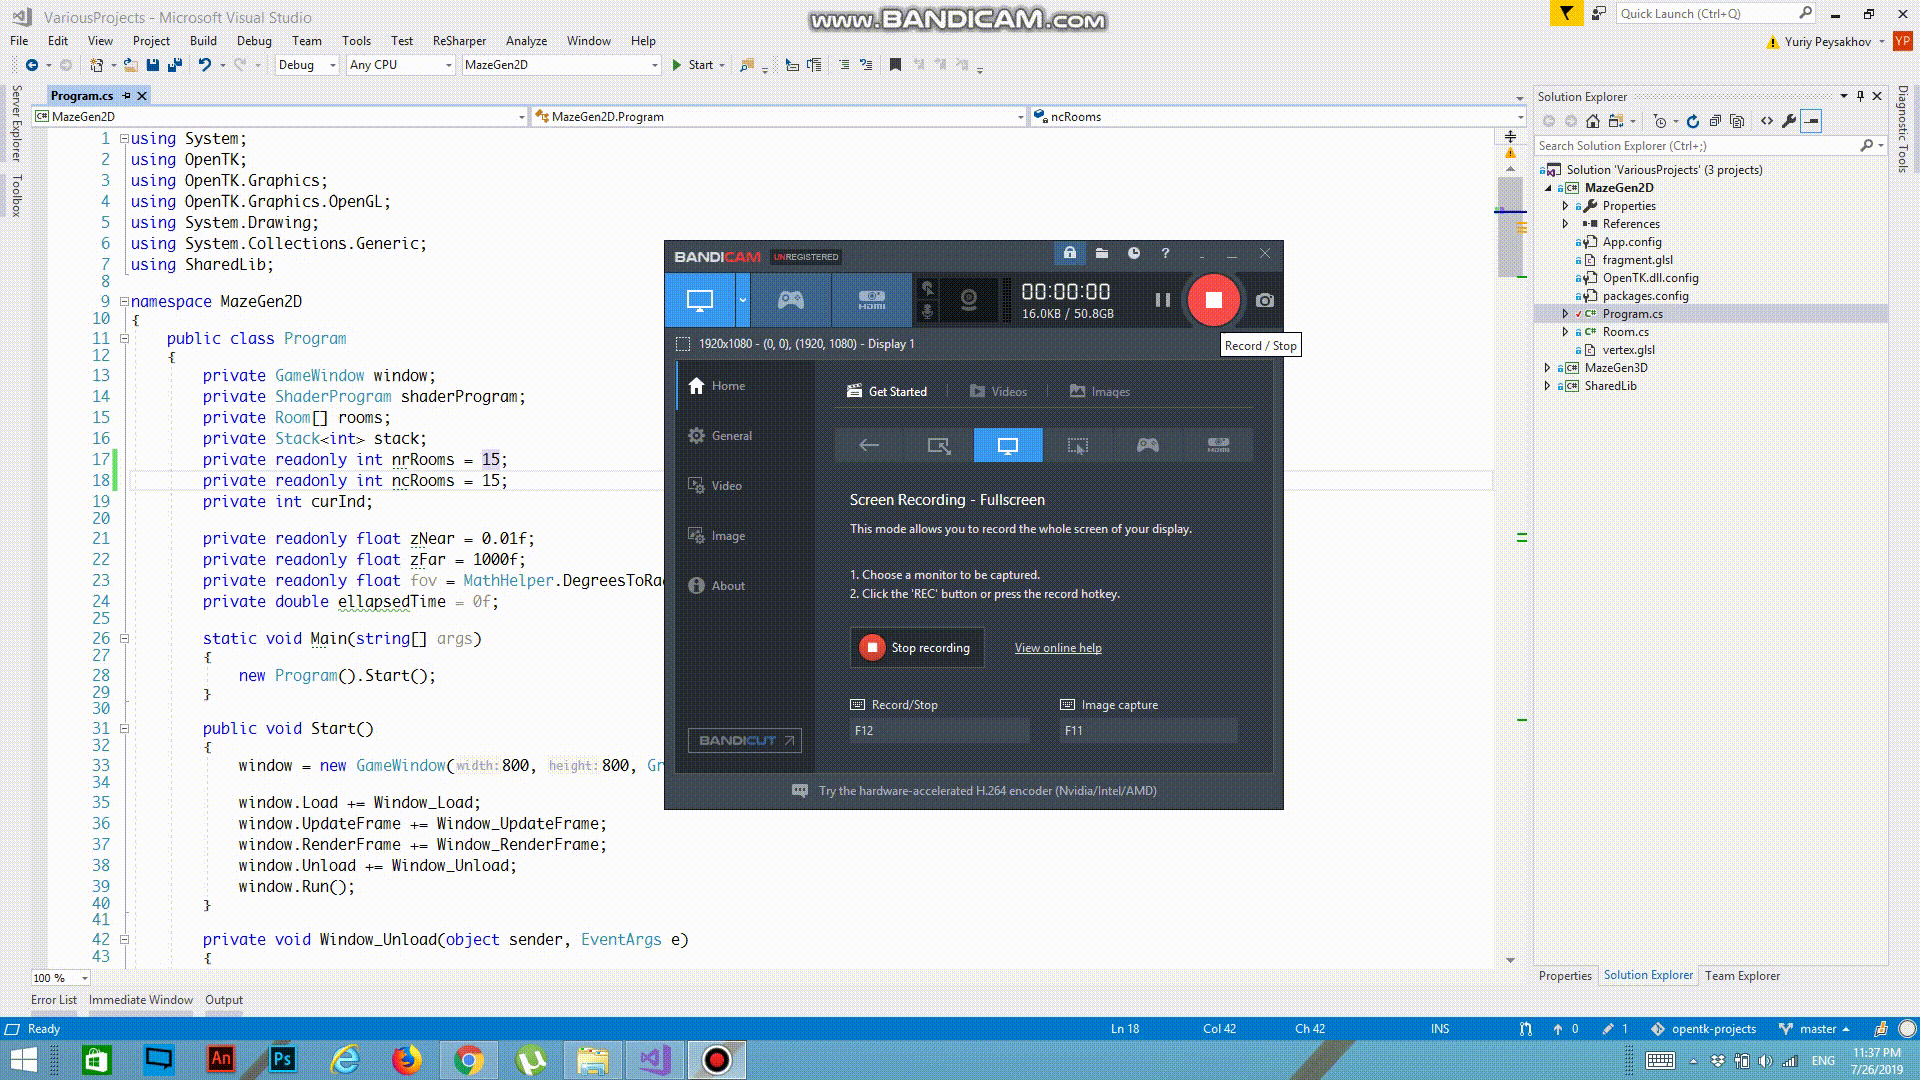 VariousProjects - Microsoft Visual Studio
www.BANDICAM.com
Quick Launch (Ctrl+Q)
File Edit View Project Build Debug Team Tools Test ReSharper Analyze Window Help
Yuriy Peysakhov YP
Debug Any CPU MazeGen2D Start
Server Explorer
Toolbox
Program.cs
MazeGen2D MazeGen2D.Program ncRooms
1 using System;
2 using OpenTK;
3 using OpenTK.Graphics;
4 using OpenTK.Graphics.OpenGL;
5 using System.Drawing;
6 using System.Collections.Generic;
7 using SharedLib;
8
9 namespace MazeGen2D
10 {
11 public class Program
12 {
13 private GameWindow window;
14 private ShaderProgram shaderProgram;
15 private Room[] rooms;
16 private Stack<int> stack;
17 private readonly int nrRooms = 15;
18 private readonly int ncRooms = 15;
19 private int curInd;
20
21 private readonly float zNear = 0.01f;
22 private readonly float zFar = 1000f;
23 private readonly float fov = MathHelper.DegreesToRad
24 private double ellapsedTime = 0f;
25
26 static void Main(string[] args)
27 {
28 new Program().Start();
29 }
30
31 public void Start()
32 {
33 window = new GameWindow(width:800, height:800, Gr
34
35 window.Load += Window_Load;
36 window.UpdateFrame += Window_UpdateFrame;
37 window.RenderFrame += Window_RenderFrame;
38 window.Unload += Window_Unload;
39 window.Run();
40 }
41
42 private void Window_Unload(object sender, EventArgs e)
43 {
100 %
BANDICAM UNREGISTERED
?
HDMI
00:00:00
16.0KB / 50.8GB
1920x1080 - (0, 0), (1920, 1080) - Display 1
Record / Stop
Home
General
Video
Image
About
BANDICUT
Get Started Videos Images
HDMI
Screen Recording - Fullscreen
This mode allows you to record the whole screen of your display.
1. Choose a monitor to be captured.
2. Click the 'REC' button or press the record hotkey.
Stop recording View online help
Record/Stop Image capture
F12 F11
Try the hardware-accelerated H.264 encoder (Nvidia/Intel/AMD)
Solution Explorer
Search Solution Explorer (Ctrl+;)
Solution 'VariousProjects' (3 projects)
MazeGen2D
Properties
References
App.config
fragment.glsl
OpenTK.dll.config
packages.config
Program.cs
Room.cs
vertex.glsl
MazeGen3D
SharedLib
Diagnostic Tools
Properties Solution Explorer Team Explorer
Error List Immediate Window Output
Ready Ln 18 Col 42 Ch 42 INS 0 1 opentk-projects master
An Ps
ENG
11:37 PM
7/26/2019